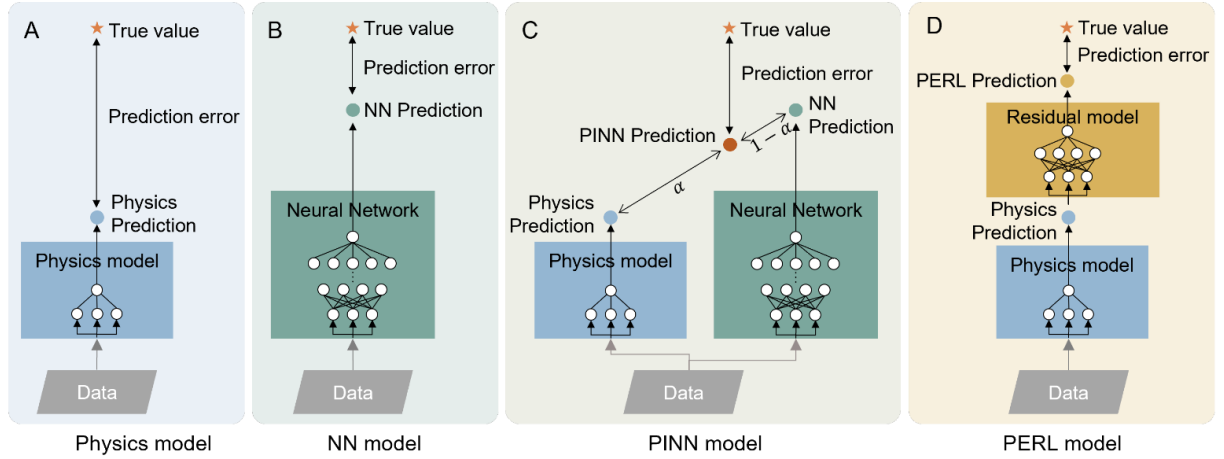 A
True value
Prediction error
Physics
Prediction
Physics model
Data
Physics model
B
True value
Prediction error
NN Prediction
Neural Network
Data
NN model
C
True value
Prediction error
NN
Prediction
PINN Prediction
1 − α
α
Physics
Prediction
Physics model
Neural Network
Data
PINN model
D
True value
Prediction error
PERL Prediction
Residual model
Physics
Prediction
Physics model
Data
PERL model